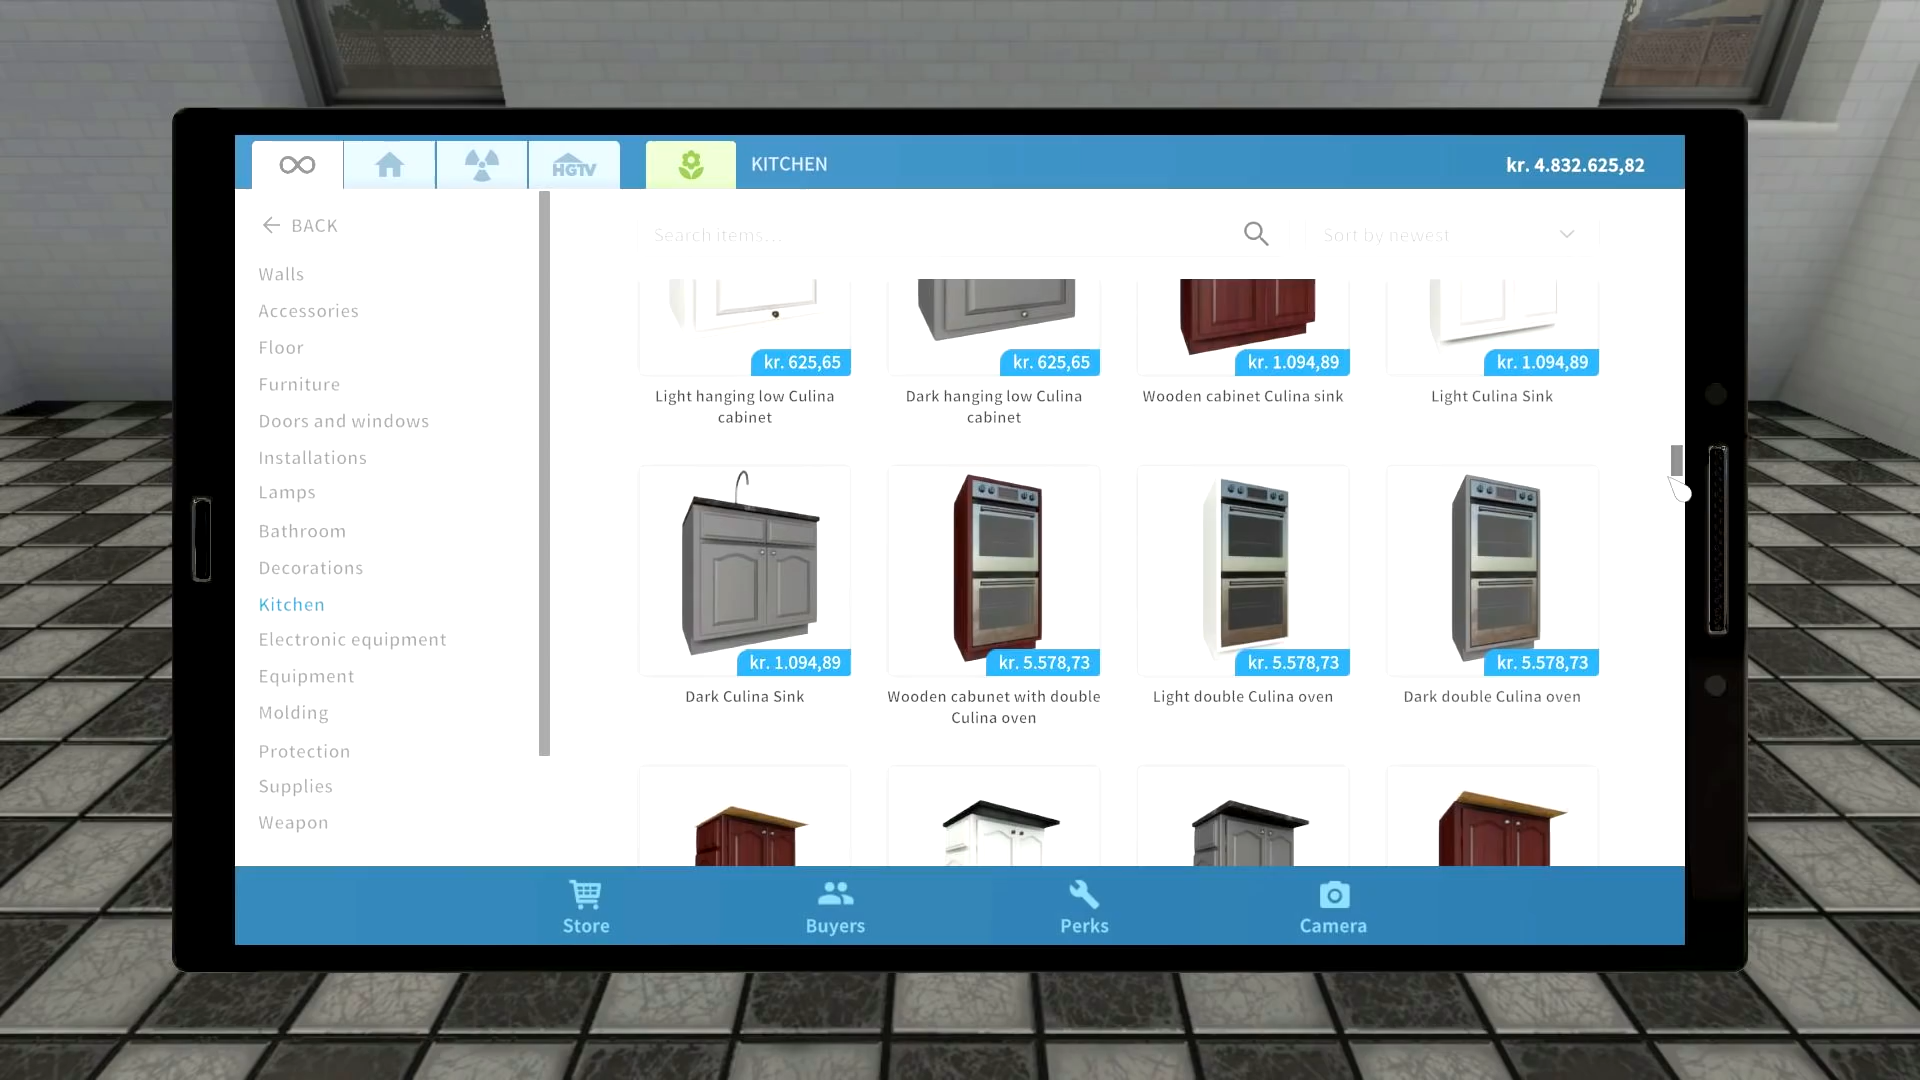 HGTV
KITCHEN
kr. 4.832.625,82
BACK
Search items...
Sort by newest
Walls
Accessories
Floor
Furniture
Doors and windows
Installations
Lamps
Bathroom
Decorations
Kitchen
Electronic equipment
Equipment
Molding
Protection
Supplies
Weapon
kr. 625,65
kr. 625,65
kr. 1.094,89
kr. 1.094,89
Light hanging low Culina
cabinet
Dark hanging low Culina
cabinet
Wooden cabinet Culina sink
Light Culina Sink
kr. 1.094,89
kr. 5.578,73
kr. 5.578,73
kr. 5.578,73
Dark Culina Sink
Wooden cabunet with double
Culina oven
Light double Culina oven
Dark double Culina oven
Store
Buyers
Perks
Camera